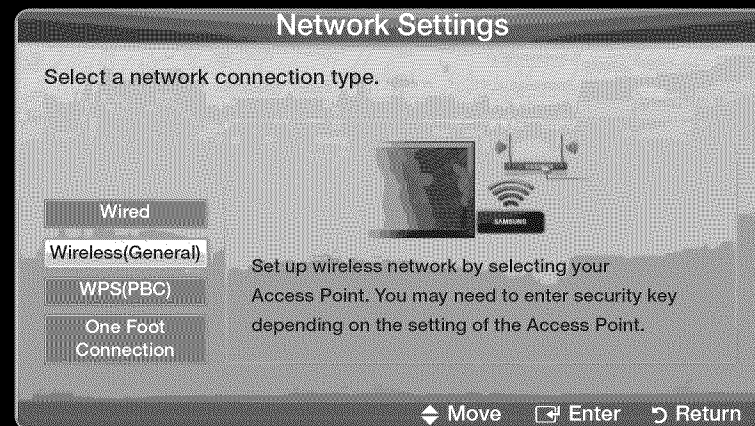 Network Settings
Select a network connection type.
Wired
Wireless(General)
WPS(PBC)
One Foot
Connection
SAMSUNG
Set up wireless network by selecting your
Access Point. You may need to enter security key
depending on the setting of the Access Point.
Move Enter Return